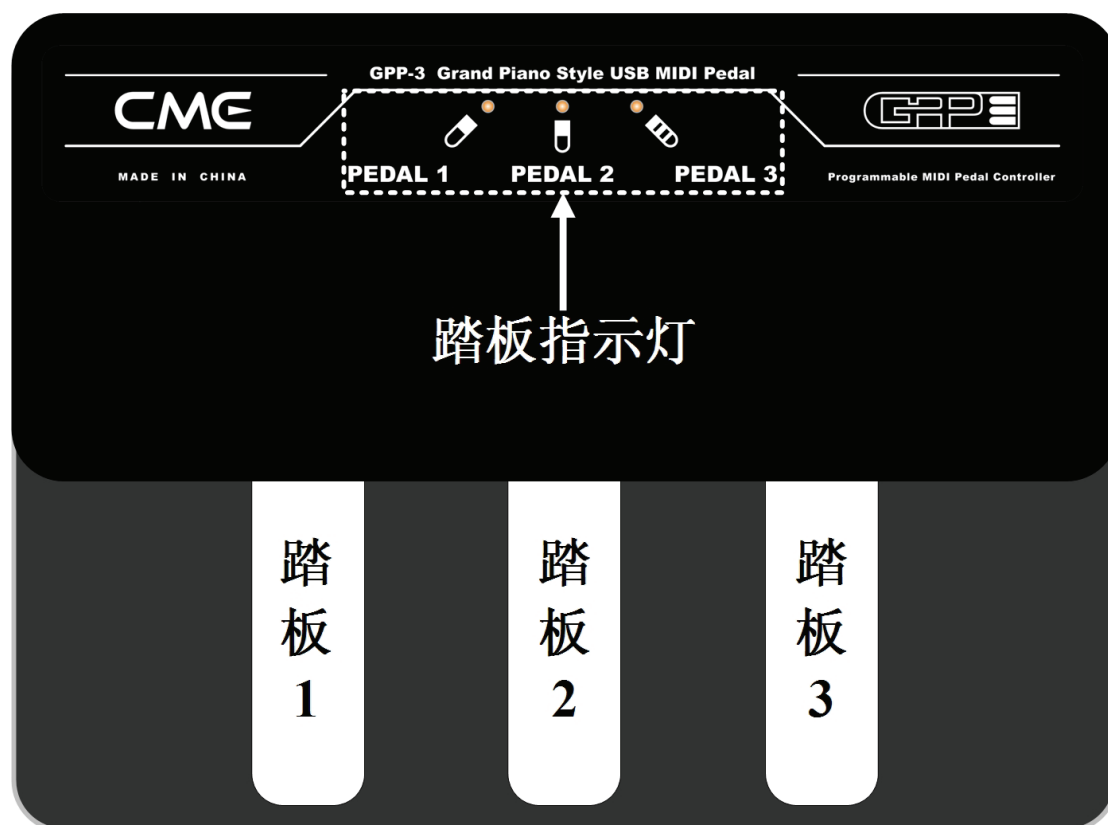 GPP-3 Grand Piano Style USB MIDI Pedal
CME
GPP
MADE IN CHINA
PEDAL 1
PEDAL 2
PEDAL 3
Programmable MIDI Pedal Controller
踏板指示灯
踏板1
踏板2
踏板3